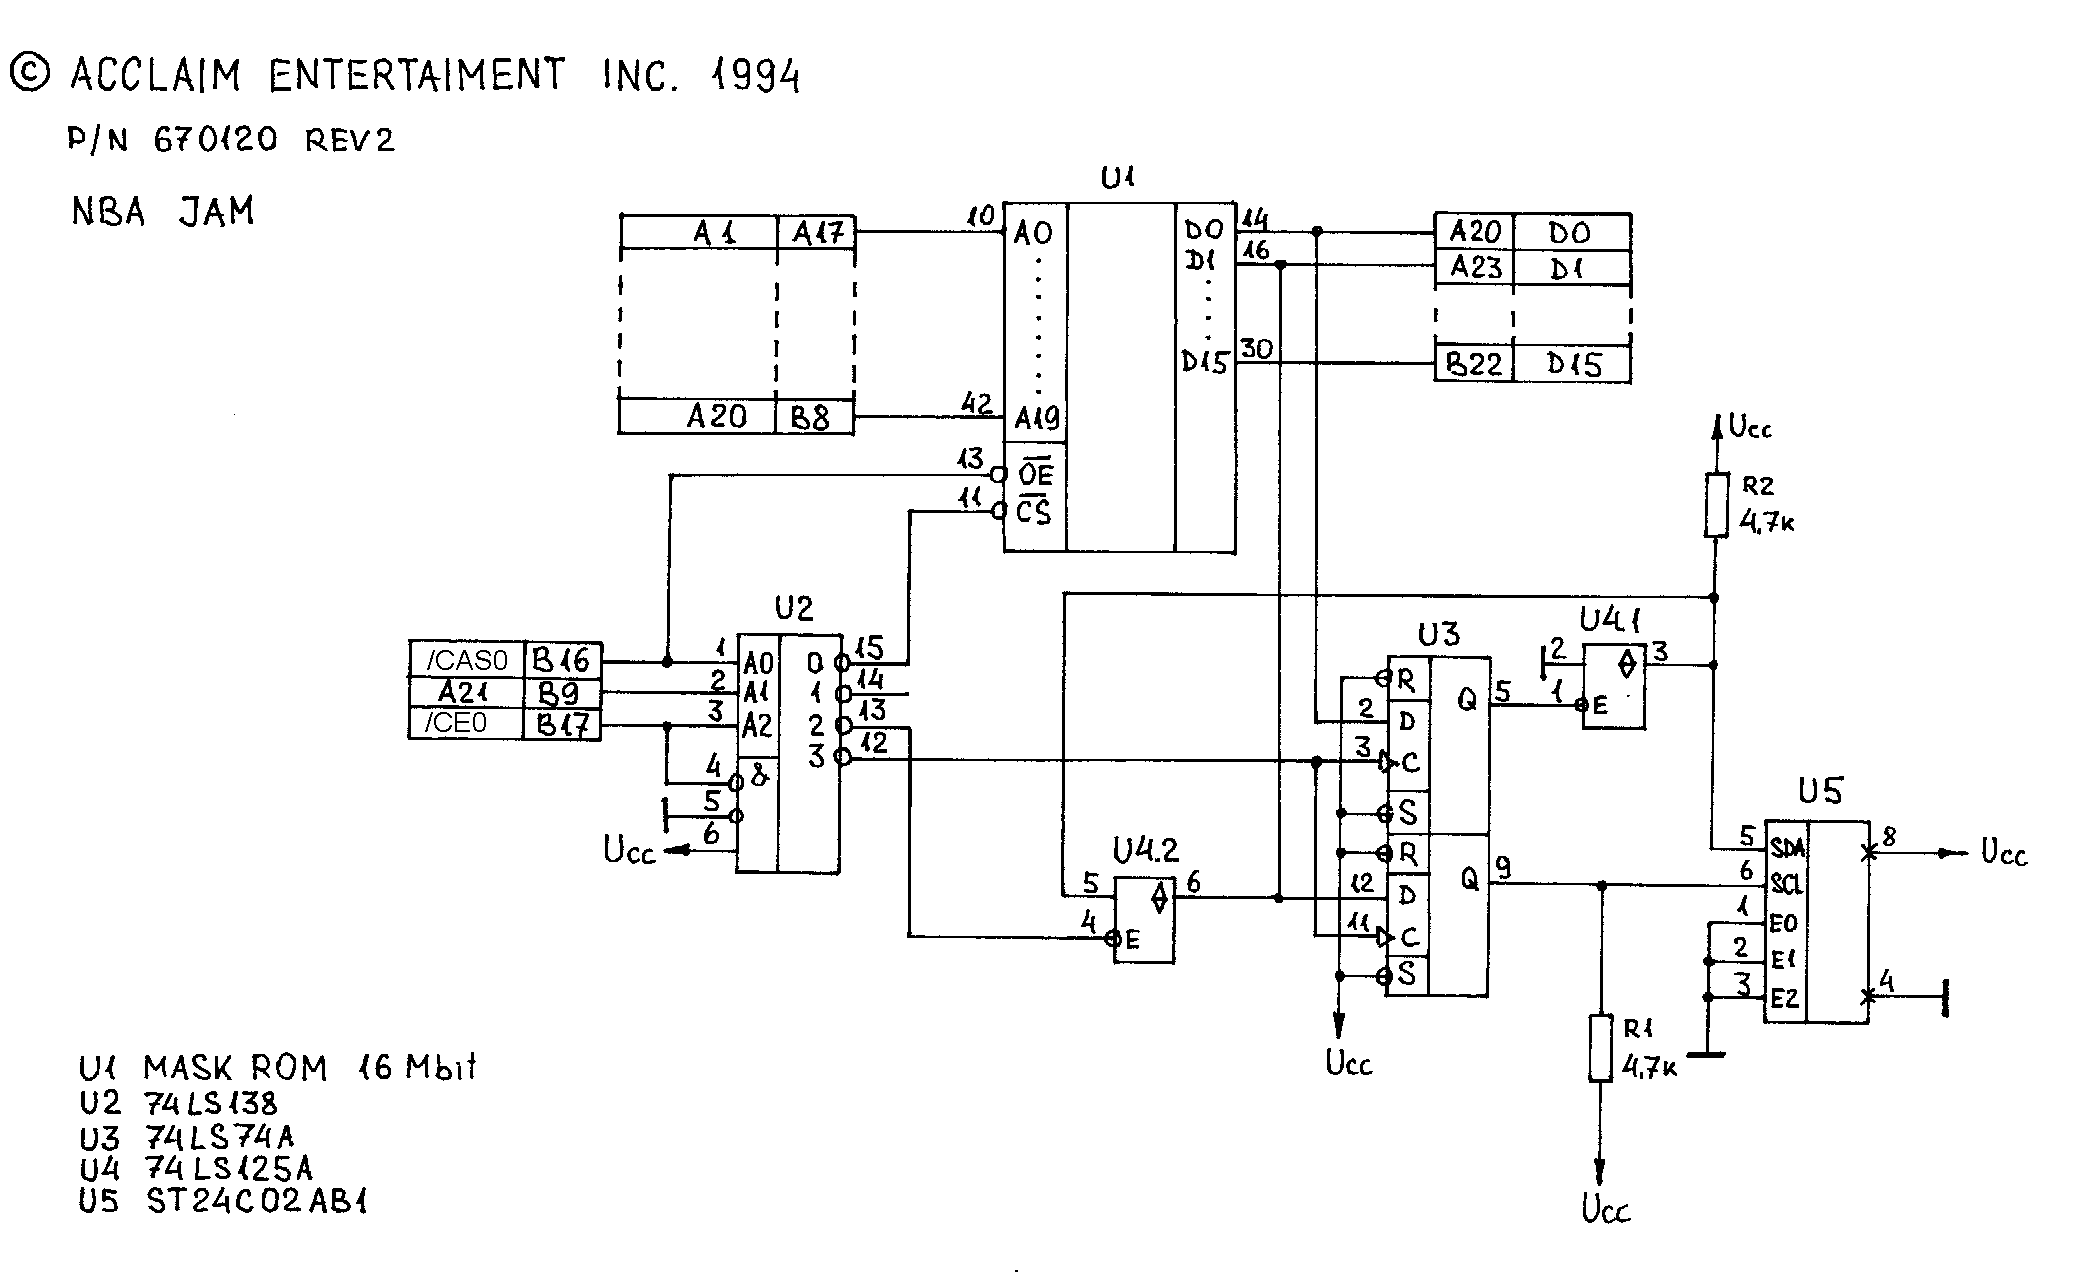 © ACCLAIM ENTERTAIMENT INC. 1994
P/N 670120 REV2
NBA JAM
U1
A1 A17 10 A0 D0 14 A20 D0
D1 16 A23 D1
D15 30 B22 D15
A20 B8 42 A19
13 OE
11 CS
Ucc
R2
4,7K
U2
/CAS0 B16 1 A0 0 15
A21 B9 2 A1 1 14
/CE0 B17 3 A2 2 13
3 12
4 &
5
6
Ucc
U3
R
2 D Q 5
3 C
S
R
12 D Q 9
11 C
S
Ucc
U4.1
2 3
1 E
U4.2
5 6
4 E
U5
5 SDA 8 Ucc
6 SCL
1 E0
2 E1
3 E2 4
R1
4,7K
Ucc
U1 MASK ROM 16 Mbit
U2 74LS138
U3 74LS74A
U4 74LS125A
U5 ST24C02AB1